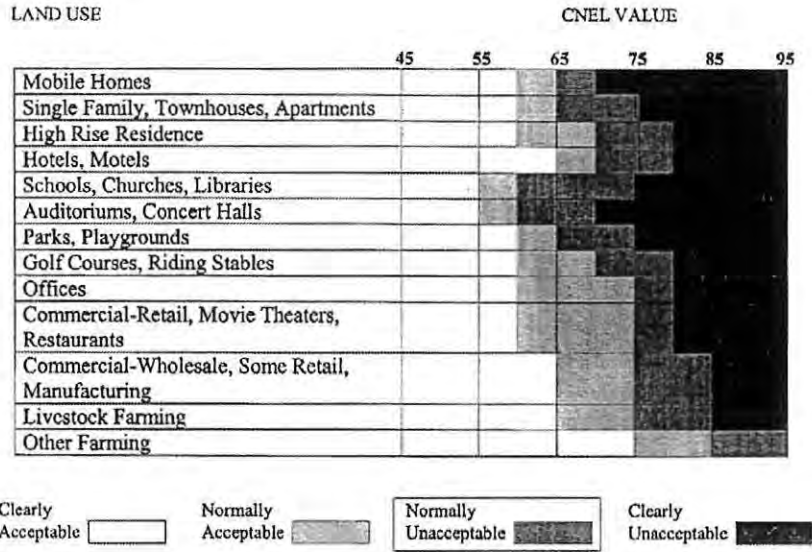 LAND USE CNEL VALUE
45 55 65 75 85 95
Mobile Homes
Single Family, Townhouses, Apartments
High Rise Residence
Hotels, Motels
Schools, Churches, Libraries
Auditoriums, Concert Halls
Parks, Playgrounds
Golf Courses, Riding Stables
Offices
Commercial-Retail, Movie Theaters,
Restaurants
Commercial-Wholesale, Some Retail,
Manufacturing
Livestock Farming
Other Farming
Clearly Normally Normally Clearly
Acceptable Acceptable Unacceptable Unacceptable